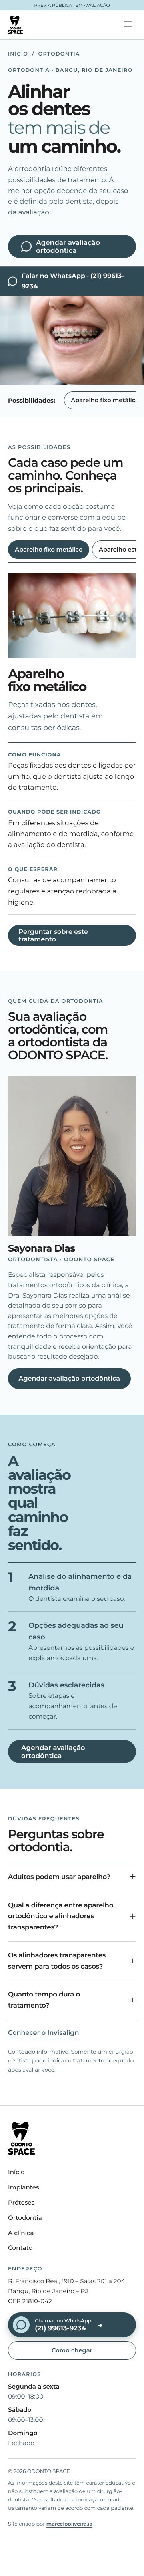 PRÉVIA PÚBLICA · EM AVALIAÇÃO
ODONTO
SPACE
INÍCIO / ORTODONTIA
ORTODONTIA · BANGU, RIO DE JANEIRO
Alinhar
os dentes
tem mais de
um caminho.
A ortodontia reúne diferentes
possibilidades de tratamento. A
melhor opção depende do seu caso
e é definida pelo dentista, depois
da avaliação.
Agendar avaliação
ortodôntica
Falar no WhatsApp · (21) 99613-
9234
Possibilidades:
Aparelho fixo metálico
AS POSSIBILIDADES
Cada caso pede um
caminho. Conheça
os principais.
Veja como cada opção costuma
funcionar e converse com a equipe
sobre o que faz sentido para você.
Aparelho fixo metálico
Aparelho
Aparelho
fixo metálico
Peças fixadas nos dentes,
ajustadas pelo dentista em
consultas periódicas.
COMO FUNCIONA
Peças fixadas aos dentes e ligadas por
um fio, que o dentista ajusta ao longo
do tratamento.
QUANDO PODE SER INDICADO
Em diferentes situações de
alinhamento e de mordida, conforme
a avaliação do dentista.
O QUE ESPERAR
Consultas de acompanhamento
regulares e atenção redobrada à
higiene.
Perguntar sobre este
tratamento
QUEM CUIDA DA ORTODONTIA
Sua avaliação
ortodôntica, com
a ortodontista da
ODONTO SPACE.
Sayonara Dias
ORTODONTISTA · ODONTO SPACE
Especialista responsável pelos
tratamentos ortodônticos da clínica, a
Dra. Sayonara Dias realiza uma análise
detalhada do seu sorriso para
apresentar as melhores opções de
tratamento de forma clara. Assim, você
entende todo o processo com
tranquilidade e recebe orientação para
buscar o resultado desejado.
Agendar avaliação ortodôntica
COMO COMEÇA
A
avaliação
mostra
qual
caminho
faz
sentido.
1
Análise do alinhamento e da
mordida
O dentista examina o seu caso.
2
Opções adequadas ao seu
caso
Apresentamos as possibilidades e
explicamos cada uma.
3
Dúvidas esclarecidas
Sobre etapas e
acompanhamento, antes de
começar.
Agendar avaliação
ortodôntica
DÚVIDAS FREQUENTES
Perguntas sobre
ortodontia.
Adultos podem usar aparelho? +
Qual a diferença entre aparelho
ortodôntico e alinhadores
transparentes? +
Os alinhadores transparentes
servem para todos os casos? +
Quanto tempo dura o
tratamento? +
Conhecer o Invisalign
Conteúdo informativo. Somente um cirurgião-
dentista pode indicar o tratamento adequado
após avaliar você.
ODONTO
SPACE
Início
Implantes
Próteses
Ortodontia
A clínica
Contato
ENDEREÇO
R. Francisco Real, 1910 – Salas 201 a 204
Bangu, Rio de Janeiro – RJ
CEP 21810-042
Chamar no WhatsApp
(21) 99613-9234 →
Como chegar
HORÁRIOS
Segunda a sexta
09:00–18:00
Sábado
09:00–13:00
Domingo
Fechado
© 2026 ODONTO SPACE
As informações deste site têm caráter educativo e
não substituem a avaliação de um cirurgião-
dentista. Os resultados e a indicação de cada
tratamento variam de acordo com cada paciente.
Site criado por marcelooliveira.ia